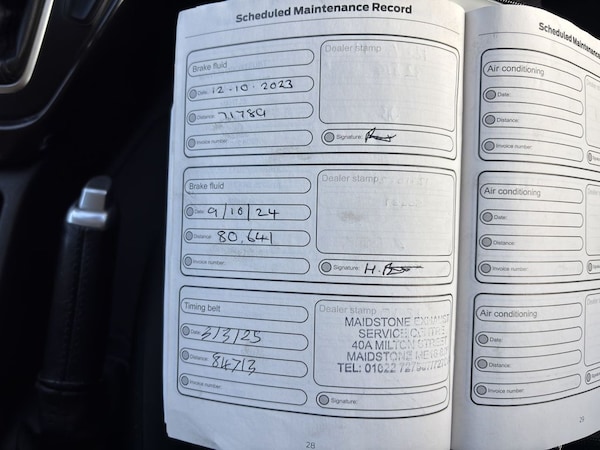 Scheduled Maintenance Record
Brake fluid
Dealer stamp
Date: 12-10-2023
Distance: 71789
Invoice number:
Signature:
Brake fluid
Dealer stamp
Date: 9/10/24
Distance: 80,641
Invoice number:
Signature:
Timing belt
Dealer stamp
Date: 3/3/25
Distance: 84713
Invoice number:
MAIDSTONE
SERVICE
40A MILTON STREET
MAIDSTONE
TEL: 01622
Signature:
28
Scheduled Maintenance
Air conditioning
Date:
Distance:
Invoice number:
Air conditioning
Date:
Distance:
Invoice number:
Air conditioning
Date:
Distance:
Invoice number:
29